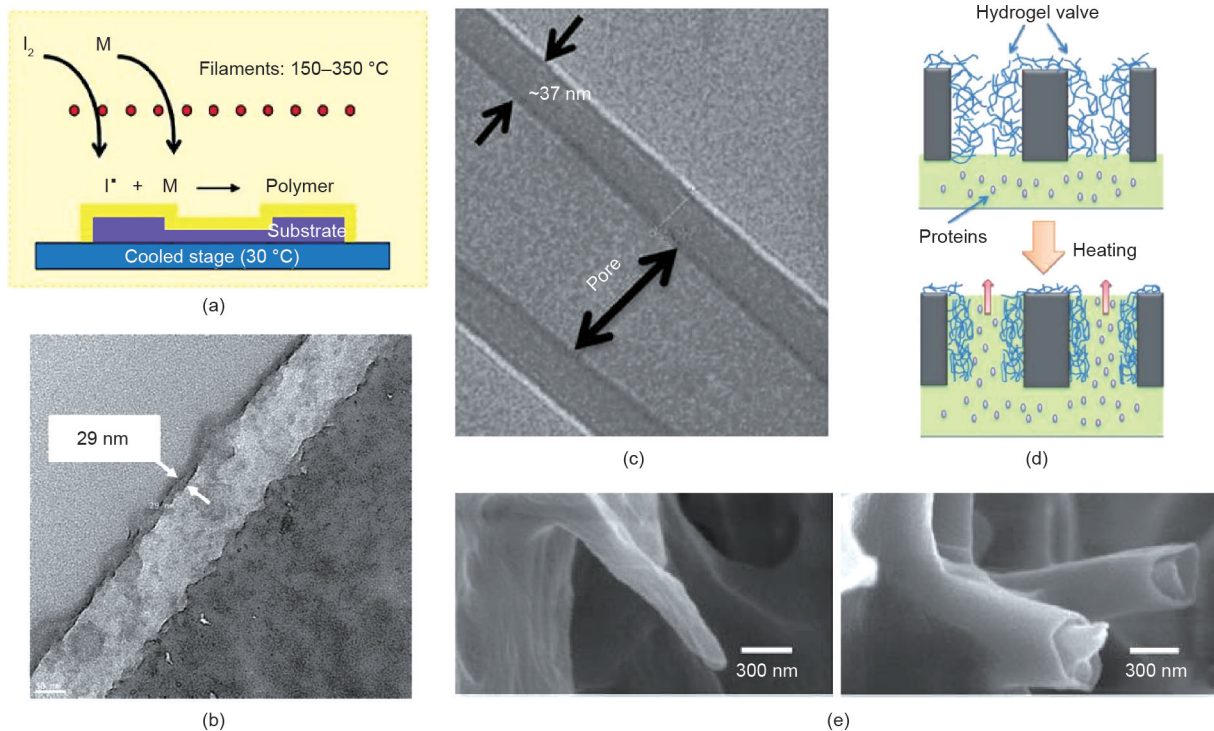 I2
M
Filaments: 150–350 °C
I▪ + M Polymer
Substrate
Cooled stage (30 °C)
(a)
29 nm
(b)
~37 nm
Pore
(c)
Hydrogel valve
Proteins
Heating
(d)
300 nm
300 nm
(e)